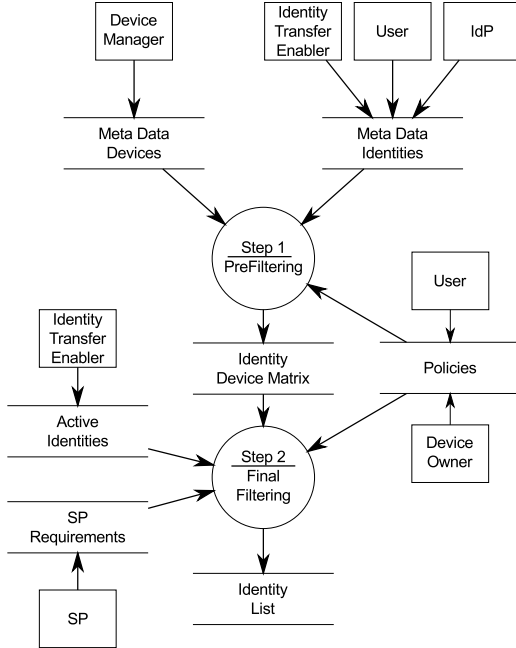 Device
Manager
Identity
Transfer
Enabler
User
IdP
Meta Data
Devices
Meta Data
Identities
Step 1
PreFiltering
User
Identity
Transfer
Enabler
Identity
Device Matrix
Policies
Active
Identities
Step 2
Final
Filtering
Device
Owner
SP
Requirements
Identity
List
SP